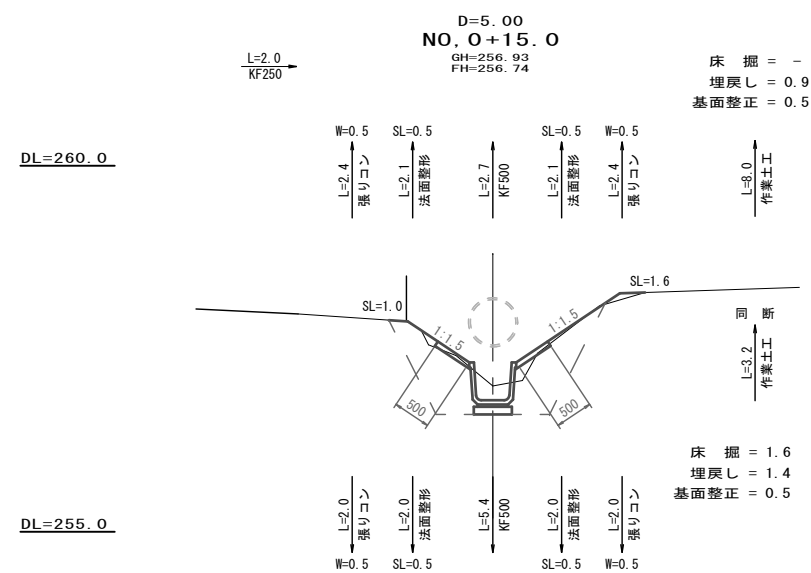 D=5.00
NO, 0+15.0
GH=256.93
FH=256.74
L=2.0
KF250
床 掘 = -
埋戻し = 0.9
基面整正 = 0.5
DL=260.0
W=0.5
SL=0.5
SL=0.5
W=0.5
L=2.4
張りコン
L=2.1
法面整形
L=2.7
KF500
L=2.1
法面整形
L=2.4
張りコン
L=8.0
作業土工
SL=1.0
SL=1.6
1:1.5
1:1.5
500
500
同 断
L=3.2
作業土工
床 掘 = 1.6
埋戻し = 1.4
基面整正 = 0.5
DL=255.0
L=2.0
張りコン
L=2.0
法面整形
L=5.4
KF500
L=2.0
法面整形
L=2.0
張りコン
W=0.5
SL=0.5
SL=0.5
W=0.5